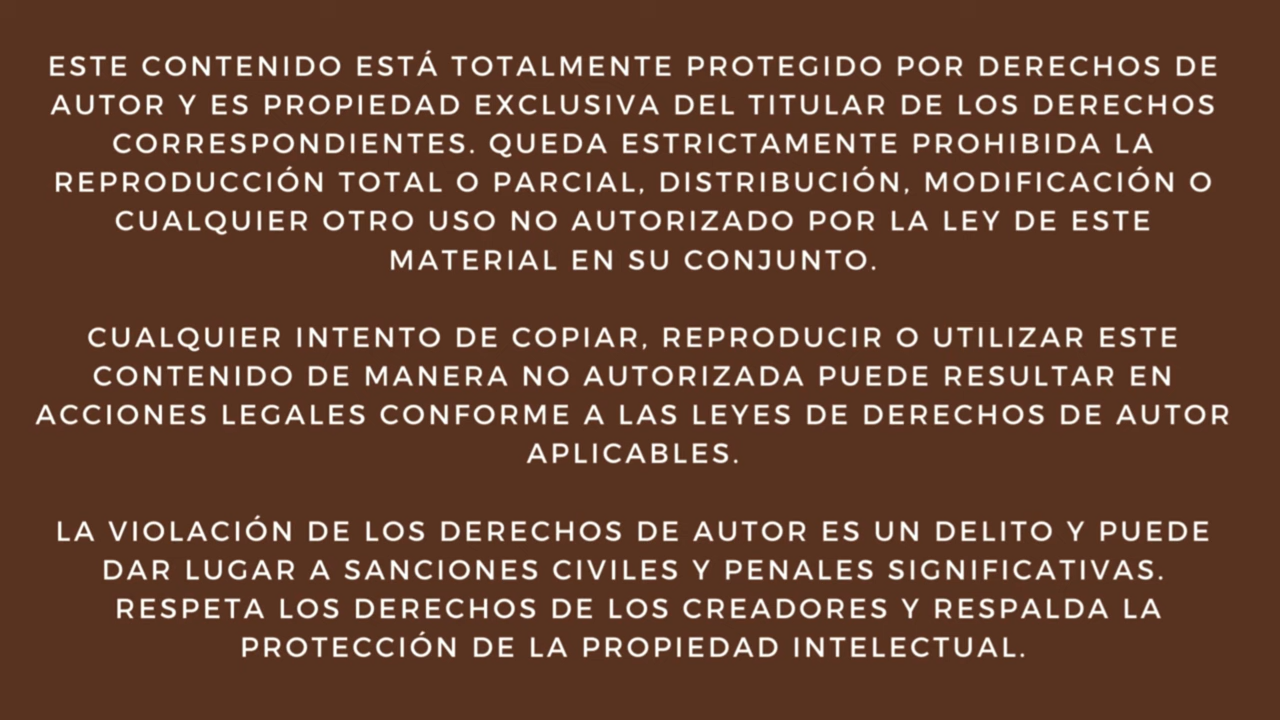 ESTE CONTENIDO ESTÁ TOTALMENTE PROTEGIDO POR DERECHOS DE
AUTOR Y ES PROPIEDAD EXCLUSIVA DEL TITULAR DE LOS DERECHOS
CORRESPONDIENTES. QUEDA ESTRICTAMENTE PROHIBIDA LA
REPRODUCCIÓN TOTAL O PARCIAL, DISTRIBUCIÓN, MODIFICACIÓN O
CUALQUIER OTRO USO NO AUTORIZADO POR LA LEY DE ESTE
MATERIAL EN SU CONJUNTO.
CUALQUIER INTENTO DE COPIAR, REPRODUCIR O UTILIZAR ESTE
CONTENIDO DE MANERA NO AUTORIZADA PUEDE RESULTAR EN
ACCIONES LEGALES CONFORME A LAS LEYES DE DERECHOS DE AUTOR
APLICABLES.
LA VIOLACIÓN DE LOS DERECHOS DE AUTOR ES UN DELITO Y PUEDE
DAR LUGAR A SANCIONES CIVILES Y PENALES SIGNIFICATIVAS.
RESPETA LOS DERECHOS DE LOS CREADORES Y RESPALDA LA
PROTECCIÓN DE LA PROPIEDAD INTELECTUAL.